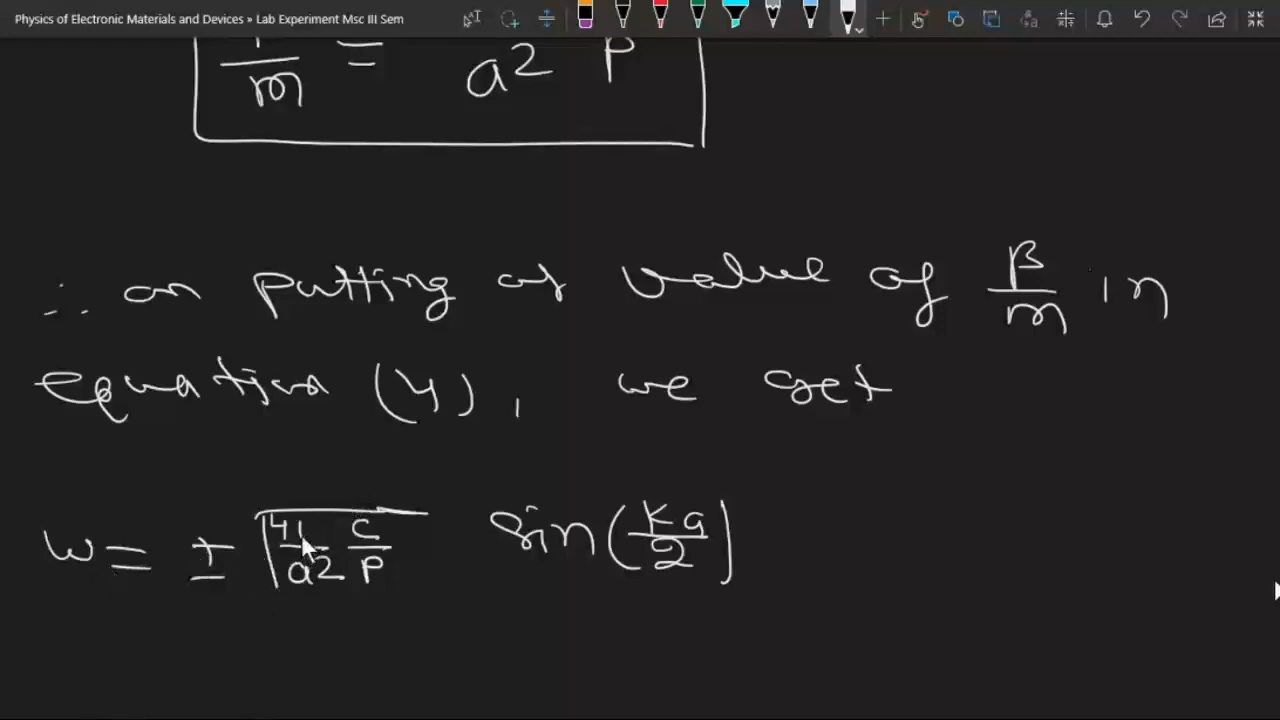 Physics of Electronic Materials and Devices » Lab Experiment Msc III Sem
m = a2 P
∴ on putting of value of β/m in
equation (4), we get
w = ± √(4/a2 C/P) sin(Ka/2)